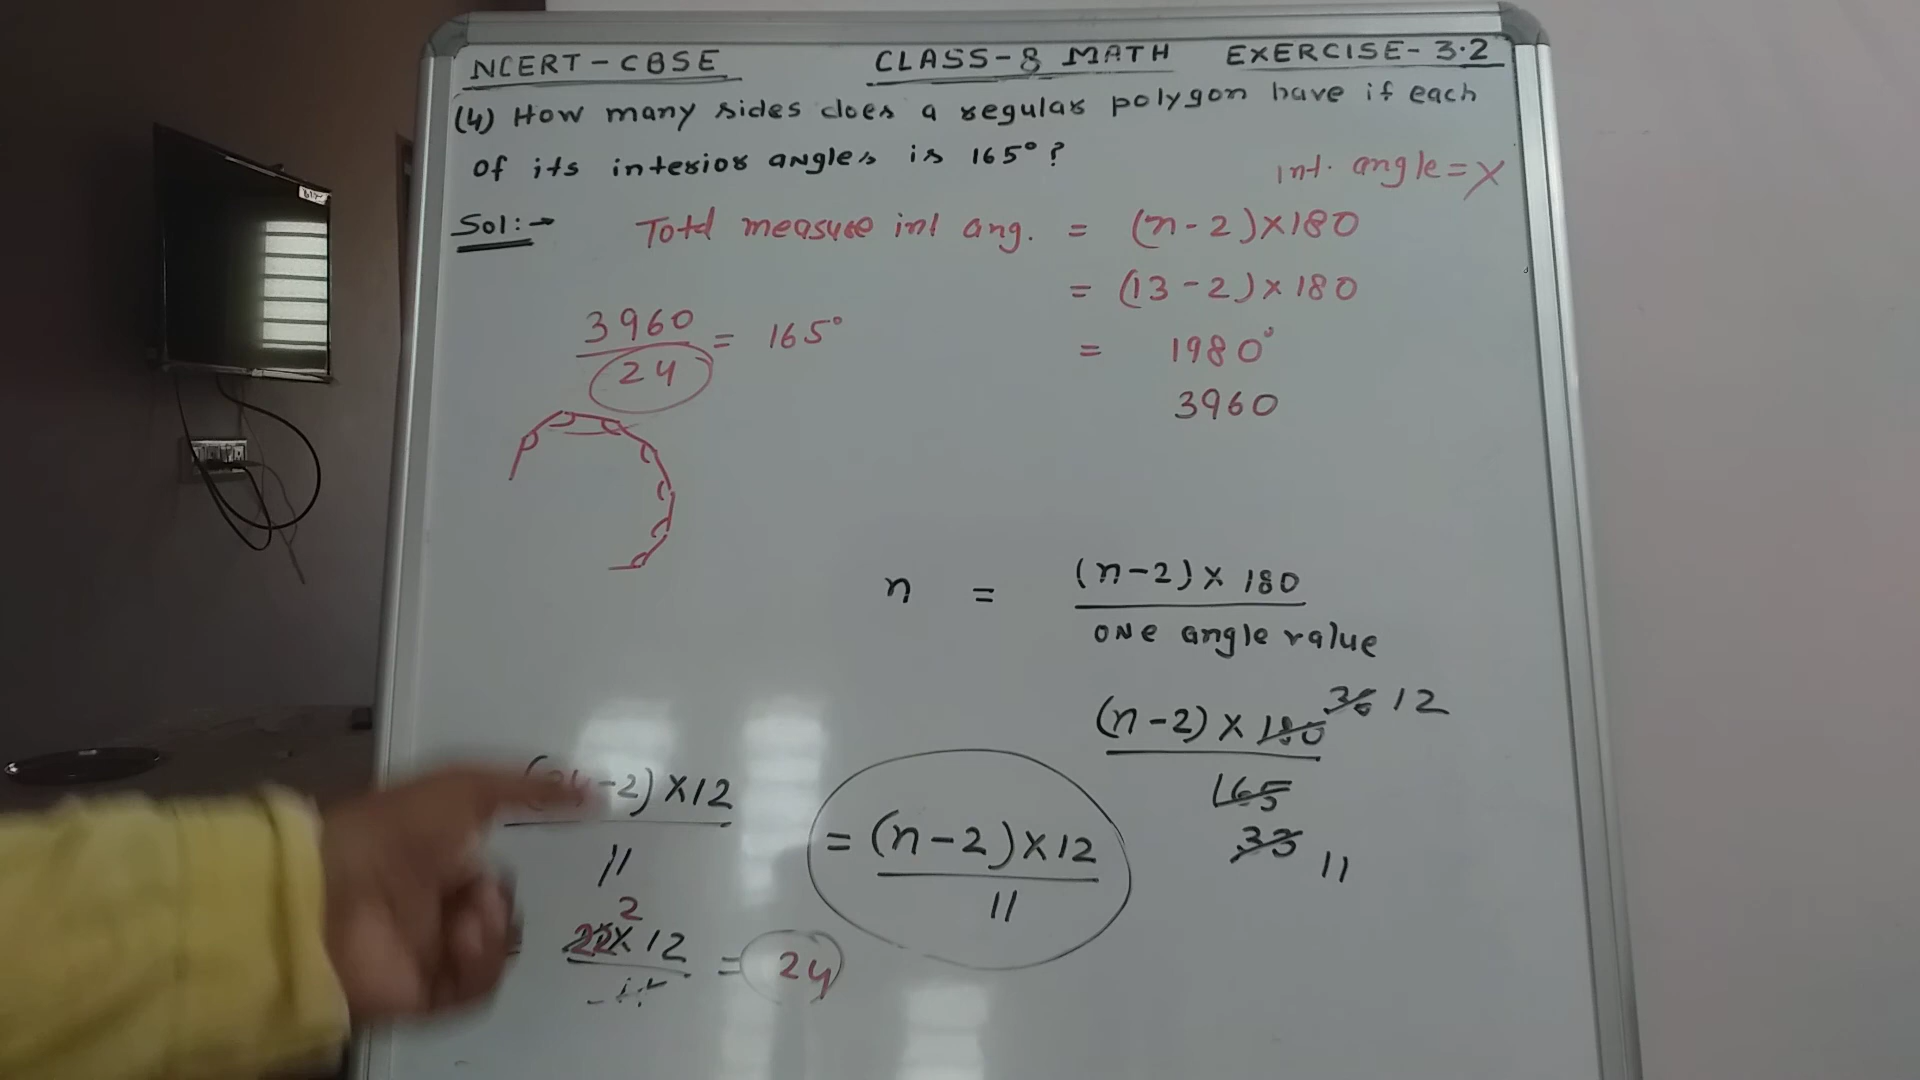 NCERT - CBSE CLASS-8 MATH EXERCISE-3.2
(4) How many sides does a regular polygon have if each
of its interior angles is 165°?
int. angle = x
Sol:→ Total measure int ang. = (n-2)×180
= (13-2)×180
3960/24 = 165°
= 1980°
3960
n = (n-2)× 180
one angle value
(n-2) × 180 36 12
165
33 11
(24-2)×12
11
= (n-2)×12
11
2
22×12 = 24
11